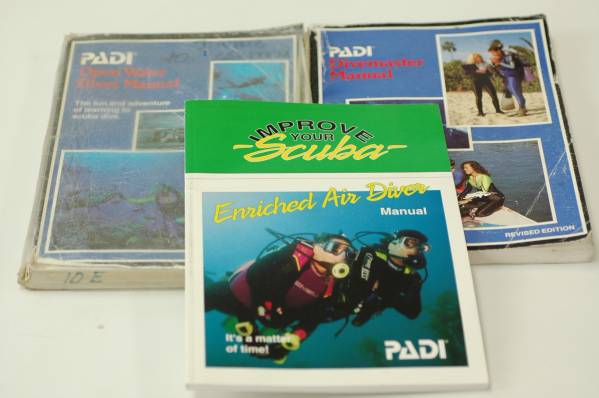 PADI
Open Water
Diver Manual
The fun and adventure
of learning to
scuba dive.
10 E
PADI
Divemaster
Manual
REVISED EDITION
IMPROVE
YOUR
-Scuba-
Enriched Air Diver
Manual
It's a matter
of time!
PADI